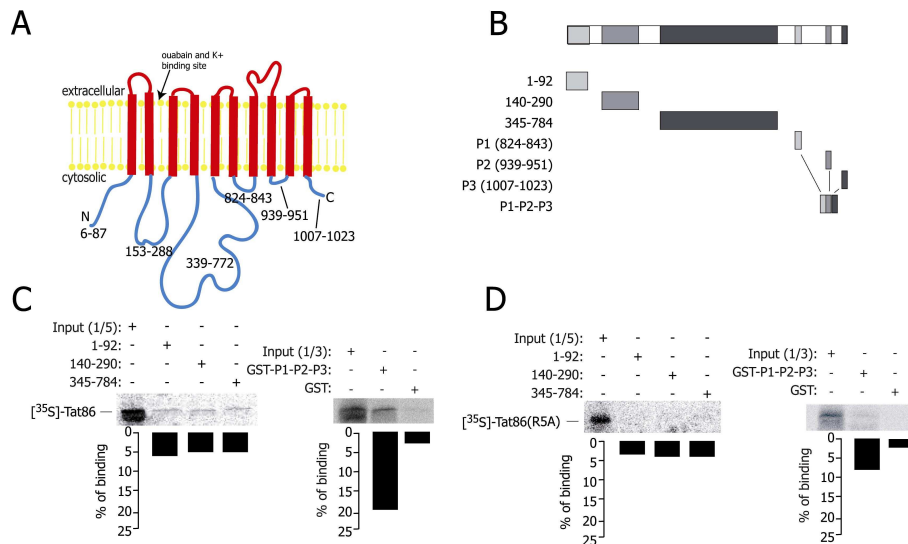 A
ouabain and K+
binding site
extracellular
cytosolic
N
6-87
153-288
339-772
824-843
939-951
C
1007-1023
B
1-92
140-290
345-784
P1 (824-843)
P2 (939-951)
P3 (1007-1023)
P1-P2-P3
C
Input (1/5): + - - -
1-92: - + - -
140-290: - - + -
345-784: - - - +
[³⁵S]-Tat86
% of binding
0
5
10
15
20
25
Input (1/3): + - -
GST-P1-P2-P3: - + -
GST: - - +
% of binding
0
5
10
15
20
25
D
Input (1/5): + - - -
1-92: - + - -
140-290: - - + -
345-784: - - - +
[³⁵S]-Tat86(R5A)
% of binding
0
5
10
15
20
25
Input (1/3): + - -
GST-P1-P2-P3: - + -
GST: - - +
% of binding
0
5
10
15
20
25